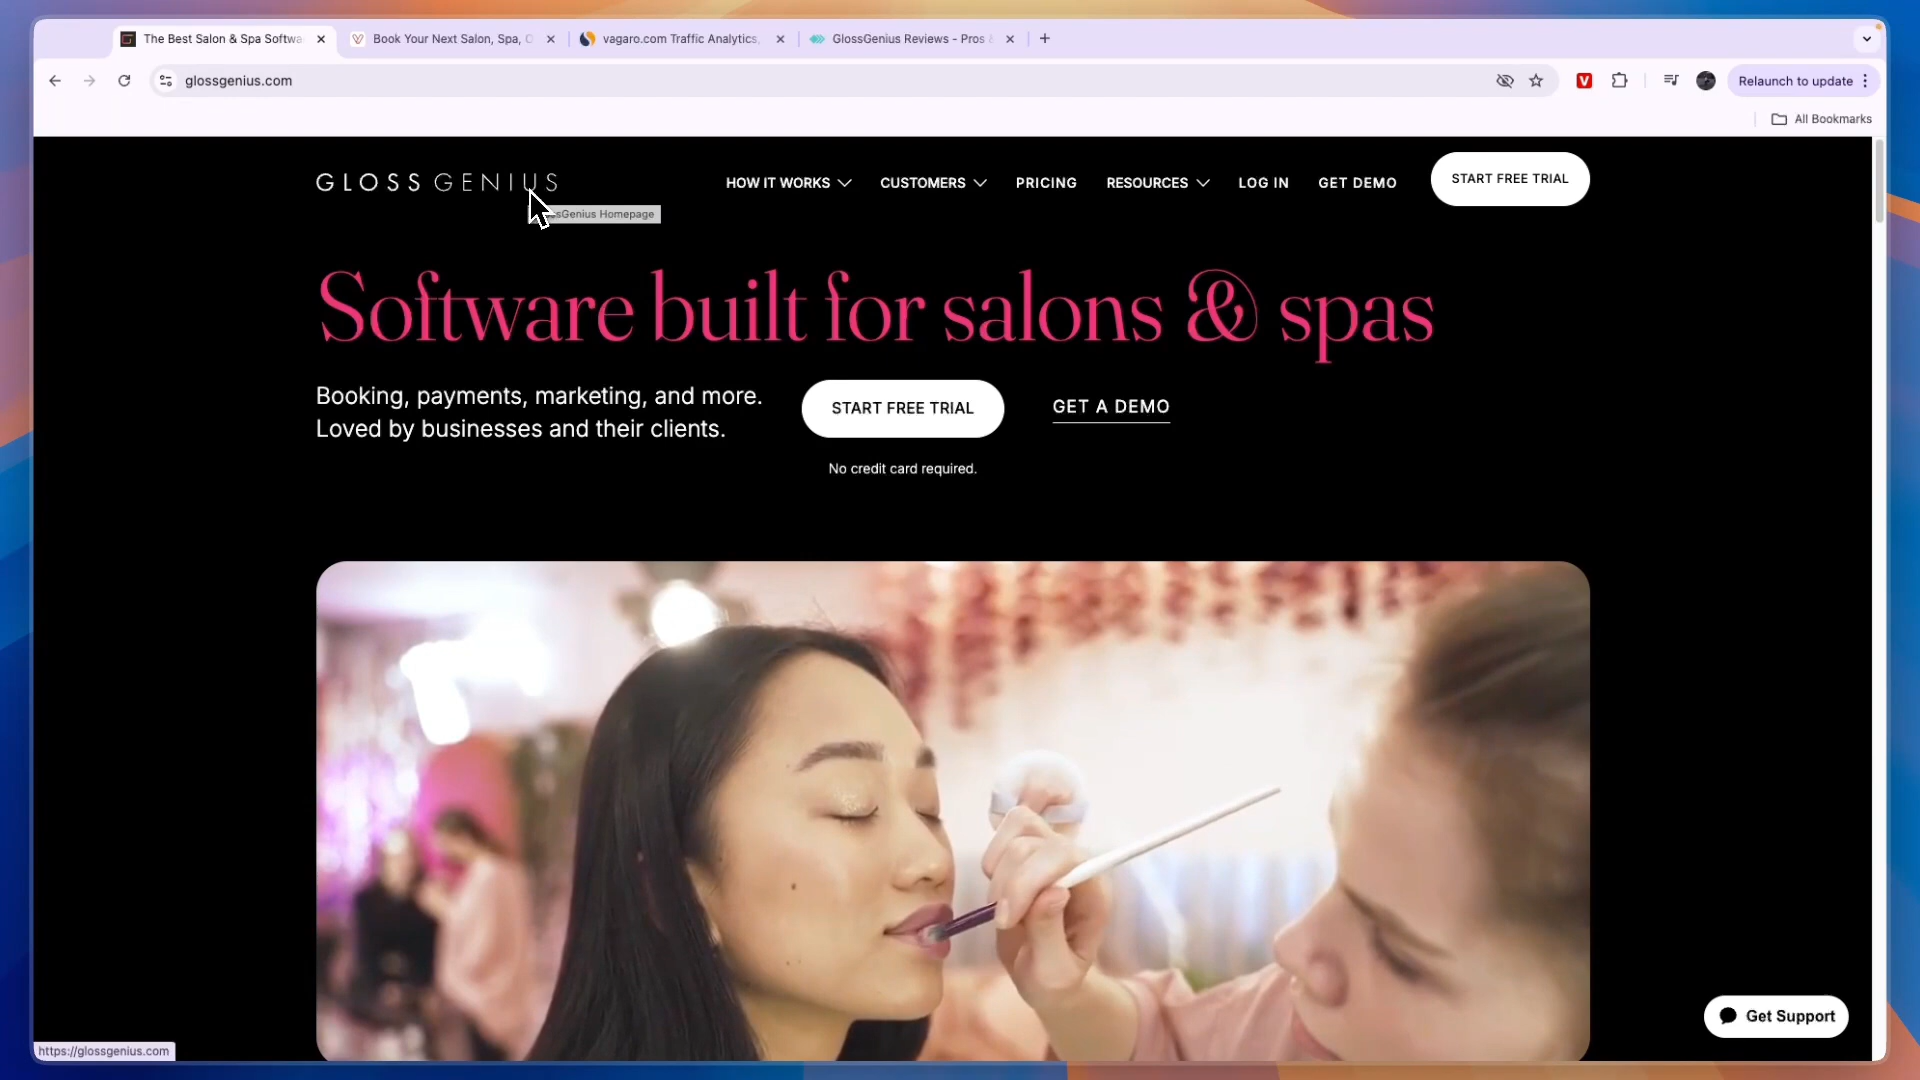 The Best Salon & Spa Softwa
Book Your Next Salon, Spa, O
vagaro.com Traffic Analytics,
GlossGenius Reviews - Pros &
glossgenius.com
Relaunch to update
All Bookmarks
GLOSSGENIUS
HOW IT WORKS
CUSTOMERS
PRICING
RESOURCES
LOG IN
GET DEMO
START FREE TRIAL
sGenius Homepage
Software built for salons & spas
Booking, payments, marketing, and more.
Loved by businesses and their clients.
START FREE TRIAL
GET A DEMO
No credit card required.
Get Support
https://glossgenius.com